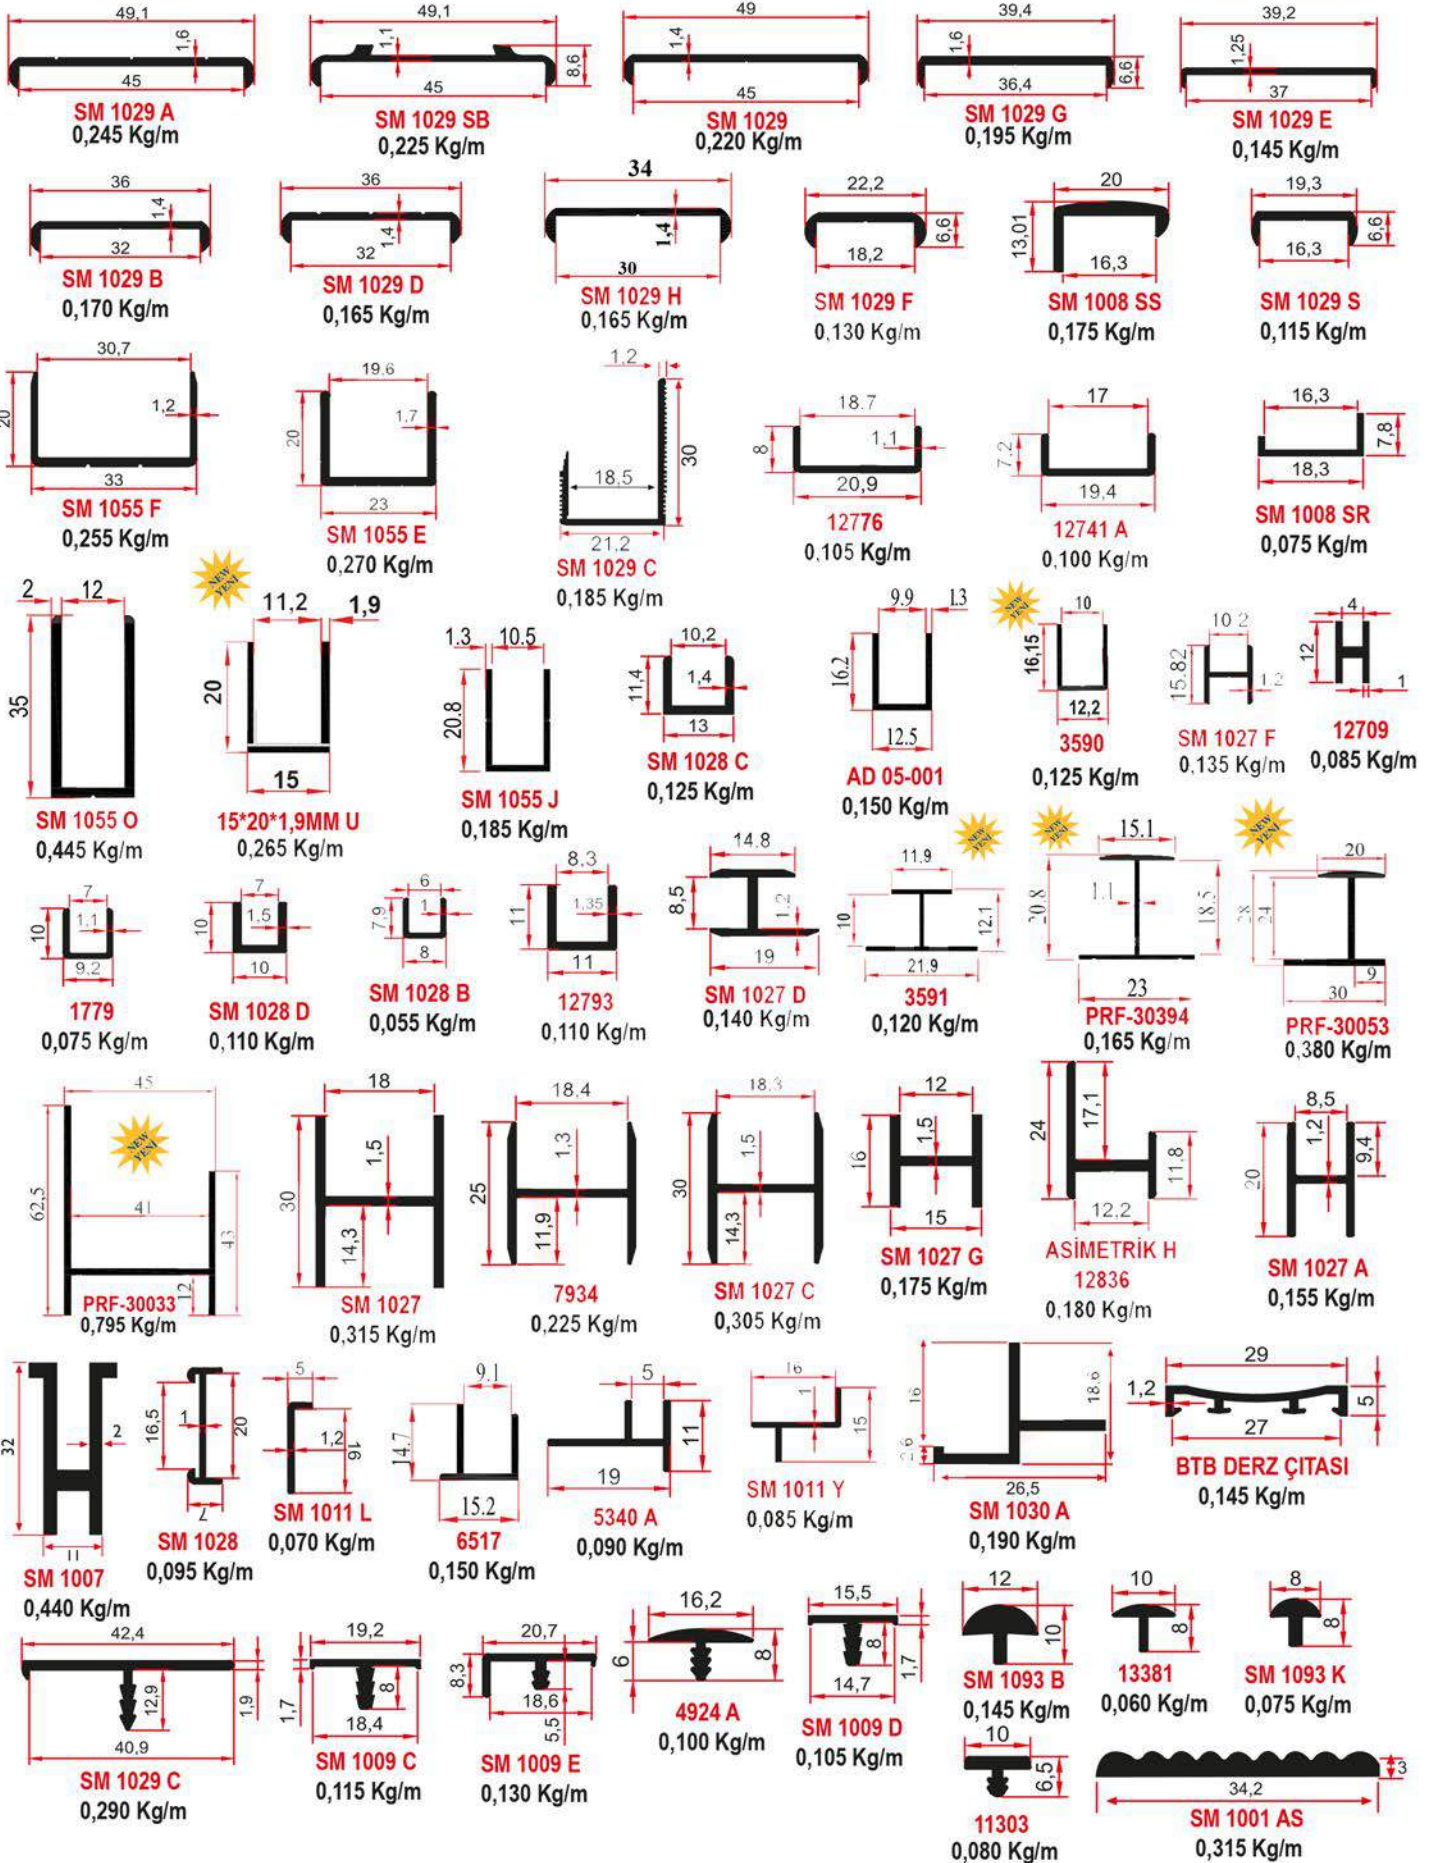 49,1
1,6
45
SM 1029 A
0,245 Kg/m
49,1
1,1
8,6
45
SM 1029 SB
0,225 Kg/m
49
1,4
45
SM 1029
0,220 Kg/m
39,4
1,6
6,6
36,4
SM 1029 G
0,195 Kg/m
39,2
1,25
37
SM 1029 E
0,145 Kg/m
36
1,4
32
SM 1029 B
0,170 Kg/m
36
1,4
32
SM 1029 D
0,165 Kg/m
34
1,4
30
SM 1029 H
0,165 Kg/m
22,2
6,6
18,2
SM 1029 F
0,130 Kg/m
20
13,01
16,3
SM 1008 SS
0,175 Kg/m
19,3
6,6
16,3
SM 1029 S
0,115 Kg/m
30,7
20
1,2
33
SM 1055 F
0,255 Kg/m
19,6
20
1,7
23
SM 1055 E
0,270 Kg/m
1,2
18,5
30
21,2
SM 1029 C
0,185 Kg/m
18.7
8
1,1
20,9
12776
0,105 Kg/m
17
7,2
19,4
12741 A
0,100 Kg/m
16,3
7,8
18,3
SM 1008 SR
0,075 Kg/m
2
12
35
SM 1055 O
0,445 Kg/m
NEW
YENİ
11,2
1,9
20
15
15*20*1,9MM U
0,265 Kg/m
1.3
10.5
20.8
SM 1055 J
0,185 Kg/m
10,2
11,4
1,4
13
SM 1028 C
0,125 Kg/m
9.9
1.3
16.2
12.5
AD 05-001
0,150 Kg/m
NEW
YENİ
10
16,15
12,2
3590
0,125 Kg/m
10 2
15.82
1.2
SM 1027 F
0,135 Kg/m
4
12
1
12709
0,085 Kg/m
7
10
1.1
9,2
1779
0,075 Kg/m
7
10
1,5
10
SM 1028 D
0,110 Kg/m
6
7,9
1
8
SM 1028 B
0,055 Kg/m
8.3
11
1,35
11
12793
0,110 Kg/m
14.8
8,5
1,2
19
SM 1027 D
0,140 Kg/m
NEW
YENİ
11.9
10
12.1
21.9
3591
0,120 Kg/m
NEW
YENİ
15.1
20.8
1.1
18.5
23
PRF-30394
0,165 Kg/m
NEW
YENİ
20
28
24
9
30
PRF-30053
0,380 Kg/m
45
NEW
YENİ
62,5
41
43
12
PRF-30033
0,795 Kg/m
18
30
1,5
14,3
SM 1027
0,315 Kg/m
18,4
25
1,3
11,9
7934
0,225 Kg/m
18,3
30
1,5
14,3
SM 1027 C
0,305 Kg/m
12
16
1,5
15
SM 1027 G
0,175 Kg/m
24
17,1
11,8
12,2
ASİMETRİK H
12836
0,180 Kg/m
8,5
20
1,2
9,4
SM 1027 A
0,155 Kg/m
32
2
11
SM 1007
0,440 Kg/m
16,5
1
20
7
SM 1028
0,095 Kg/m
5
1,2
16
SM 1011 L
0,070 Kg/m
9.1
14.7
15.2
6517
0,150 Kg/m
5
11
19
5340 A
0,090 Kg/m
16
1
15
SM 1011 Y
0,085 Kg/m
16
18.6
2.6
26,5
SM 1030 A
0,190 Kg/m
29
1,2
5
27
BTB DERZ ÇITASI
0,145 Kg/m
42,4
12,9
1,9
40,9
SM 1029 C
0,290 Kg/m
19,2
1,7
8
18,4
SM 1009 C
0,115 Kg/m
20,7
8,3
18,6
5,5
SM 1009 E
0,130 Kg/m
16,2
6
8
4924 A
0,100 Kg/m
15,5
8
1,7
14,7
SM 1009 D
0,105 Kg/m
12
10
SM 1093 B
0,145 Kg/m
10
8
13381
0,060 Kg/m
8
8
SM 1093 K
0,075 Kg/m
10
6,5
11303
0,080 Kg/m
3
34,2
SM 1001 AS
0,315 Kg/m